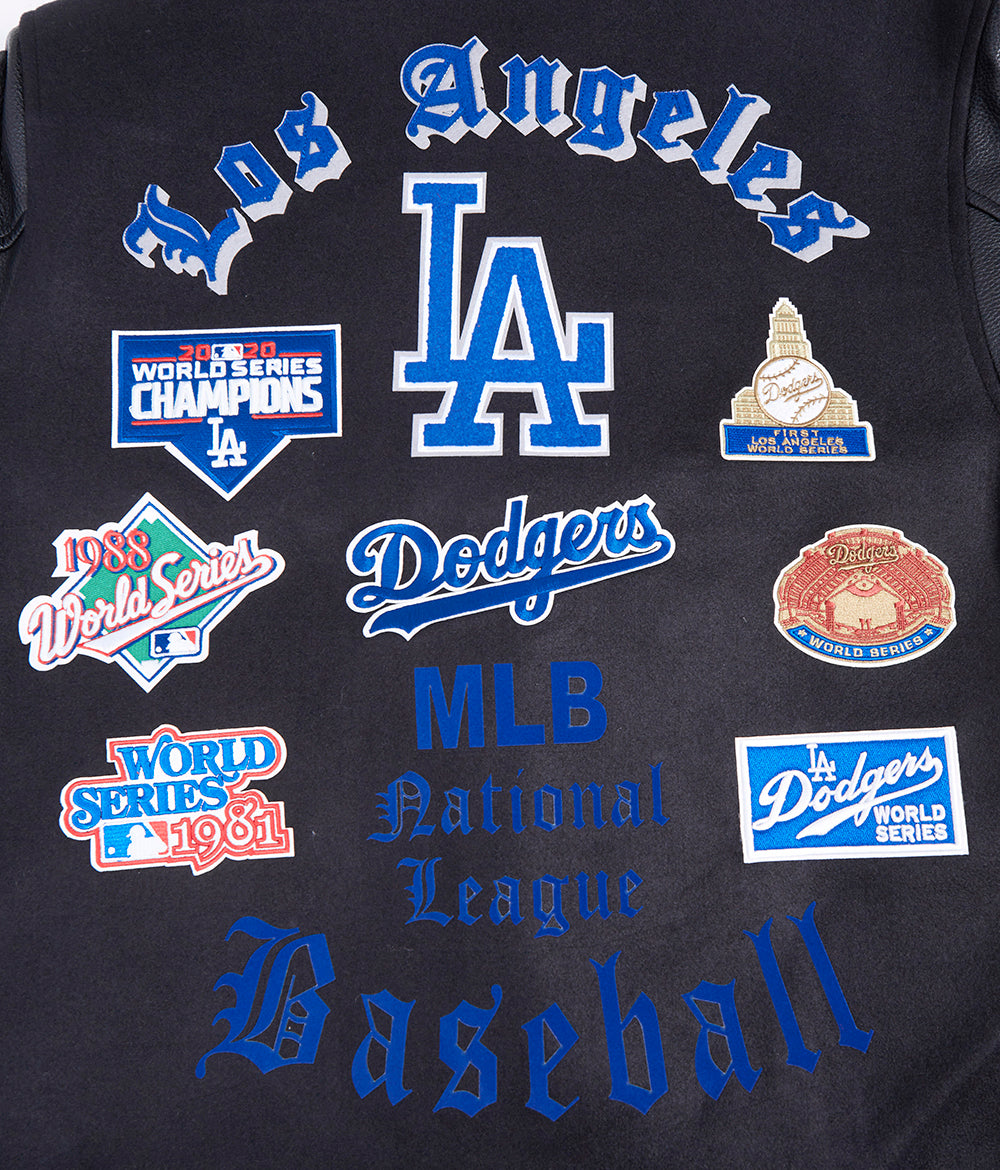 Los Angeles
LA
2020
WORLD SERIES
CHAMPIONS
LA
Dodgers
FIRST
LOS ANGELES
WORLD SERIES
1988
World Series
Dodgers
Dodgers
WORLD SERIES
MLB
WORLD
SERIES
1981
LA
Dodgers
WORLD
SERIES
National
League
Baseball